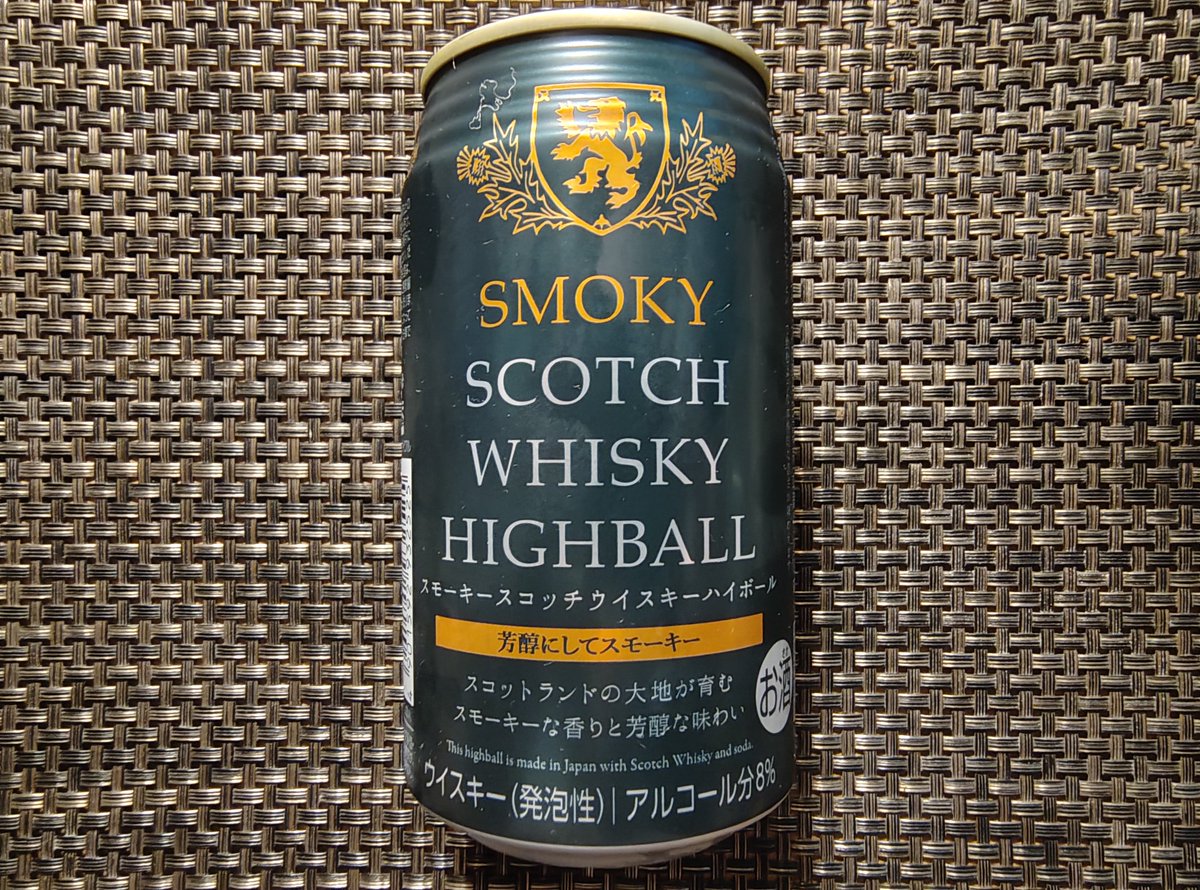 SMOKY
SCOTCH
WHISKY
HIGHBALL
スモーキースコッチウイスキーハイボール
芳醇にしてスモーキー
スコットランドの大地が育む
スモーキーな香りと芳醇な味わい
お酒
This highball is made in Japan with Scotch Whisky and soda.
ウイスキー(発泡性)|アルコール分8%